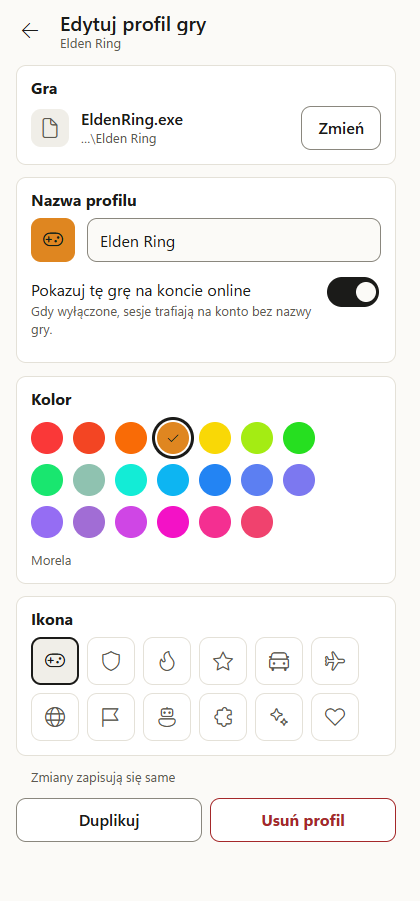 Edytuj profil gry
Elden Ring
Gra
EldenRing.exe
...\Elden Ring
Zmień
Nazwa profilu
Elden Ring
Pokazuj tę grę na koncie online
Gdy wyłączone, sesje trafiają na konto bez nazwy
gry.
Kolor
Morela
Ikona
Zmiany zapisują się same
Duplikuj
Usuń profil